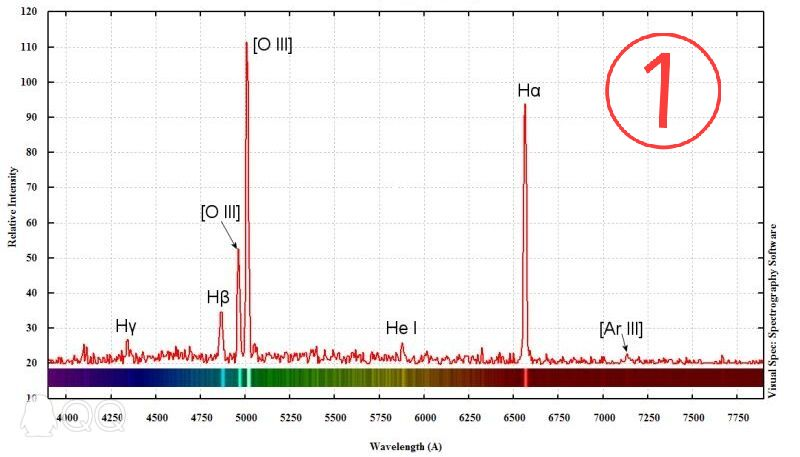 120
110
100
90
80
70
60
50
40
30
20
10
Relative Intensity
[O III]
Hα
1
[O III]
Hβ
Hγ
He I
[Ar III]
Visual Spec: Spectrography Software
4000 4250 4500 4750 5000 5250 5500 5750 6000 6250 6500 6750 7000 7250 7500 7750
QQ
Wavelength (A)